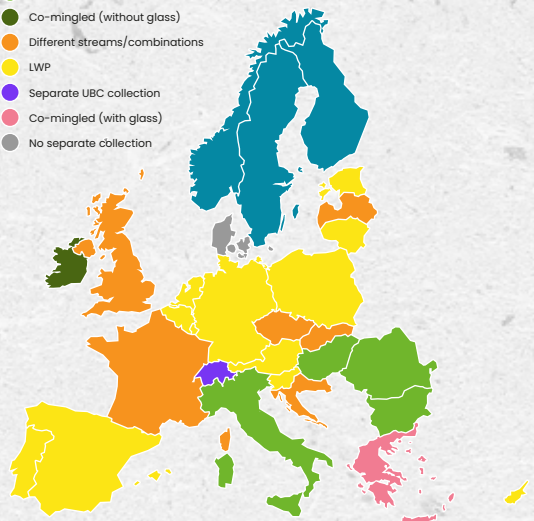 Co-mingled (without glass)
Different streams/combinations
LWP
Separate UBC collection
Co-mingled (with glass)
No separate collection